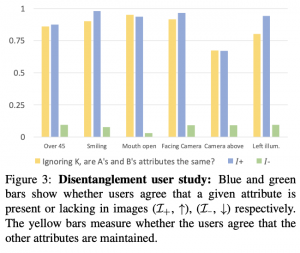 1
0.75
0.5
0.25
0
Over 45 Smiling Mouth open Facing Camera Camera above Left illum.
Ignoring K, are A's and B's attributes the same? I+ I-
Figure 3: Disentanglement user study: Blue and green
bars show whether users agree that a given attribute is
present or lacking in images (I+, ↑), (I−, ↓) respectively.
The yellow bars measure whether the users agree that the
other attributes are maintained.